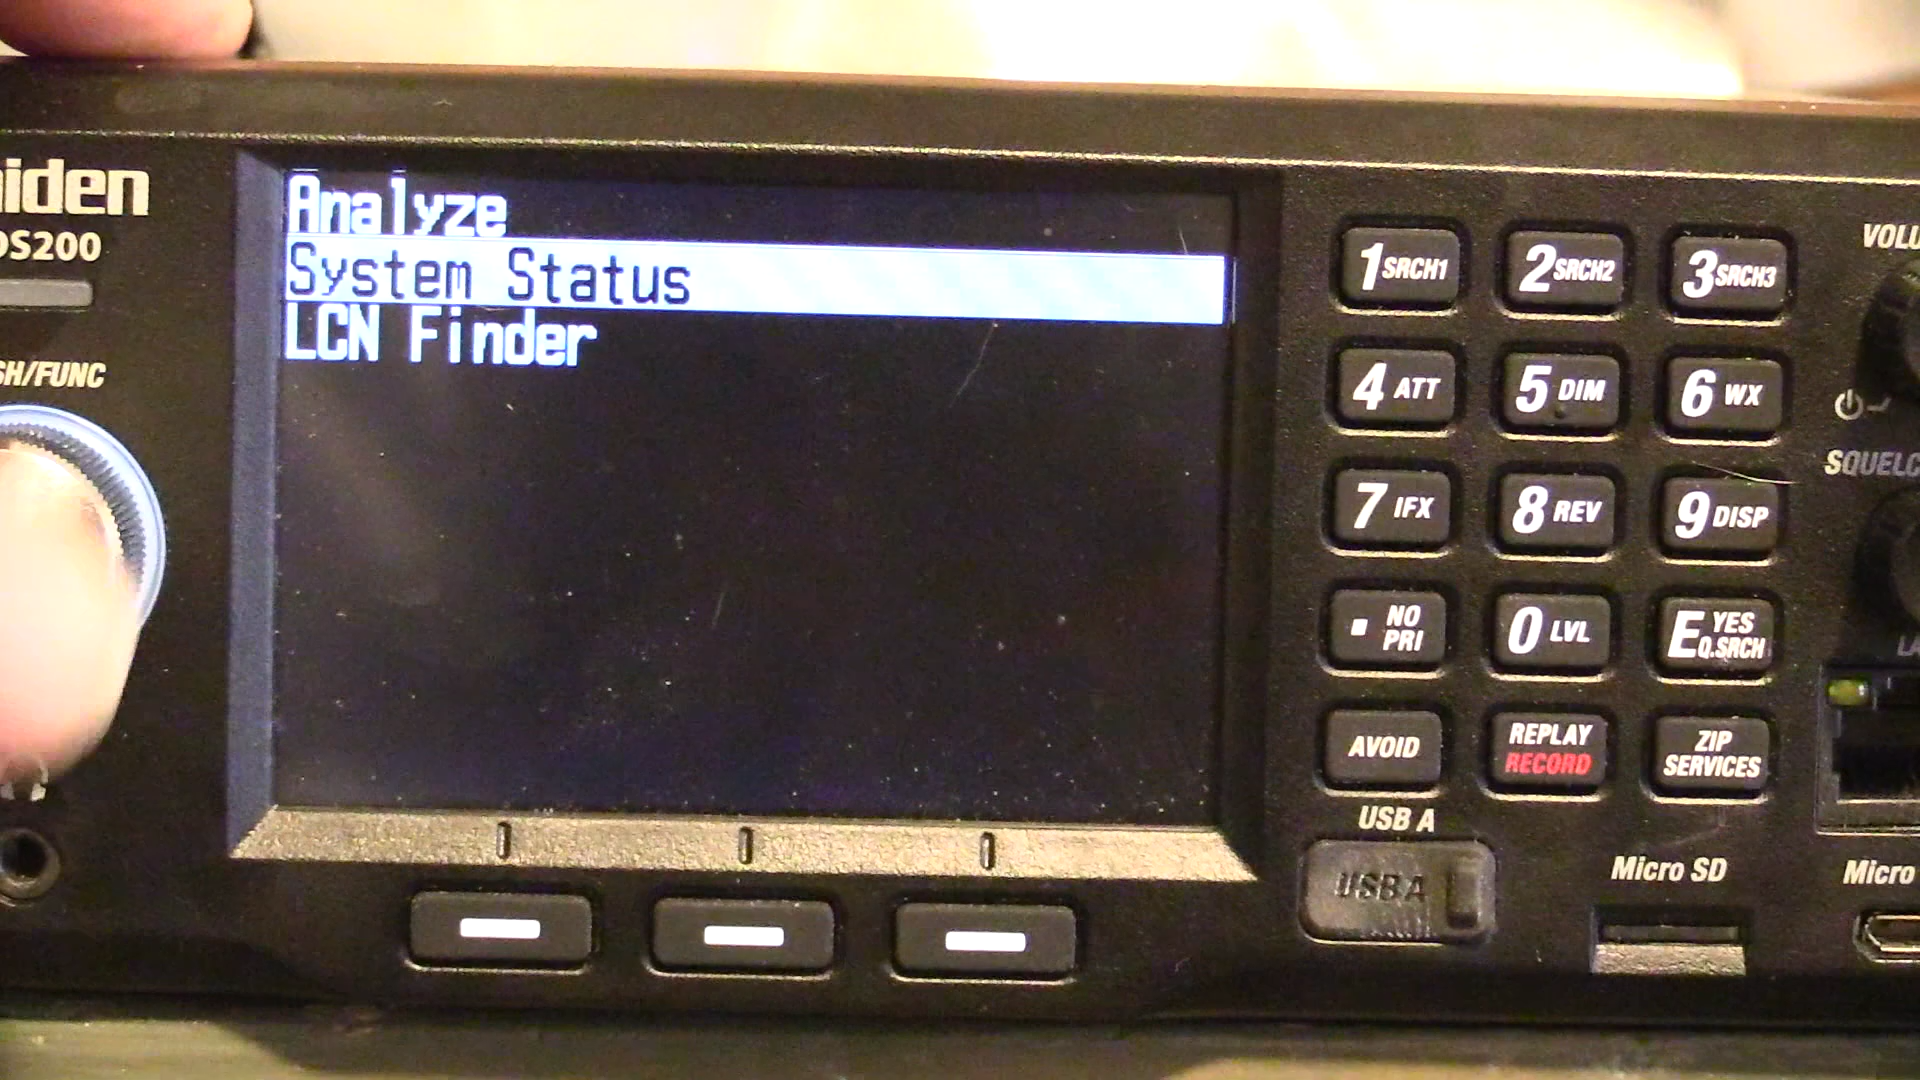 iden
DS200
SH/FUNC
Analyze
System Status
LCN Finder
1 SRCH1
2 SRCH2
3 SRCH3
4 ATT
5 DIM
6 WX
7 IFX
8 REV
9 DISP
. NO PRI
0 LVL
E YES Q.SRCH
AVOID
REPLAY
RECORD
ZIP
SERVICES
VOLU
SQUELC
LA
USB A
USB A
Micro SD
Micro